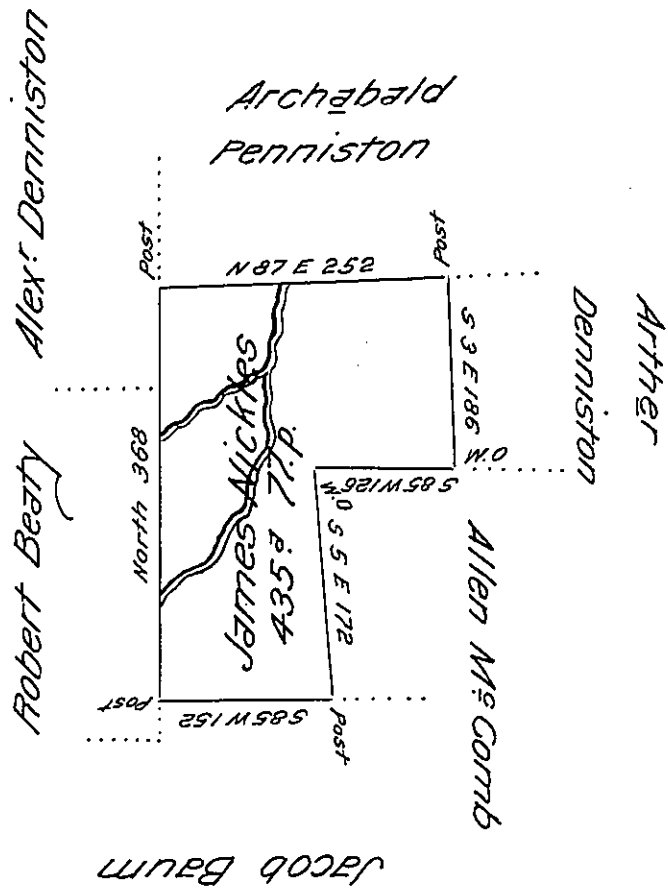 Archabald
Penniston
Alexr Denniston
Post
Post
N 87 E 252
Arther
Denniston
S 3 E 186
W.O
S 85 W 126
W.O
S 5 E 172
North 368
James Nickles
435a 71p.
Robert Beaty
Allen McComb
Post
S 85 W 152
Post
Jacob Baum